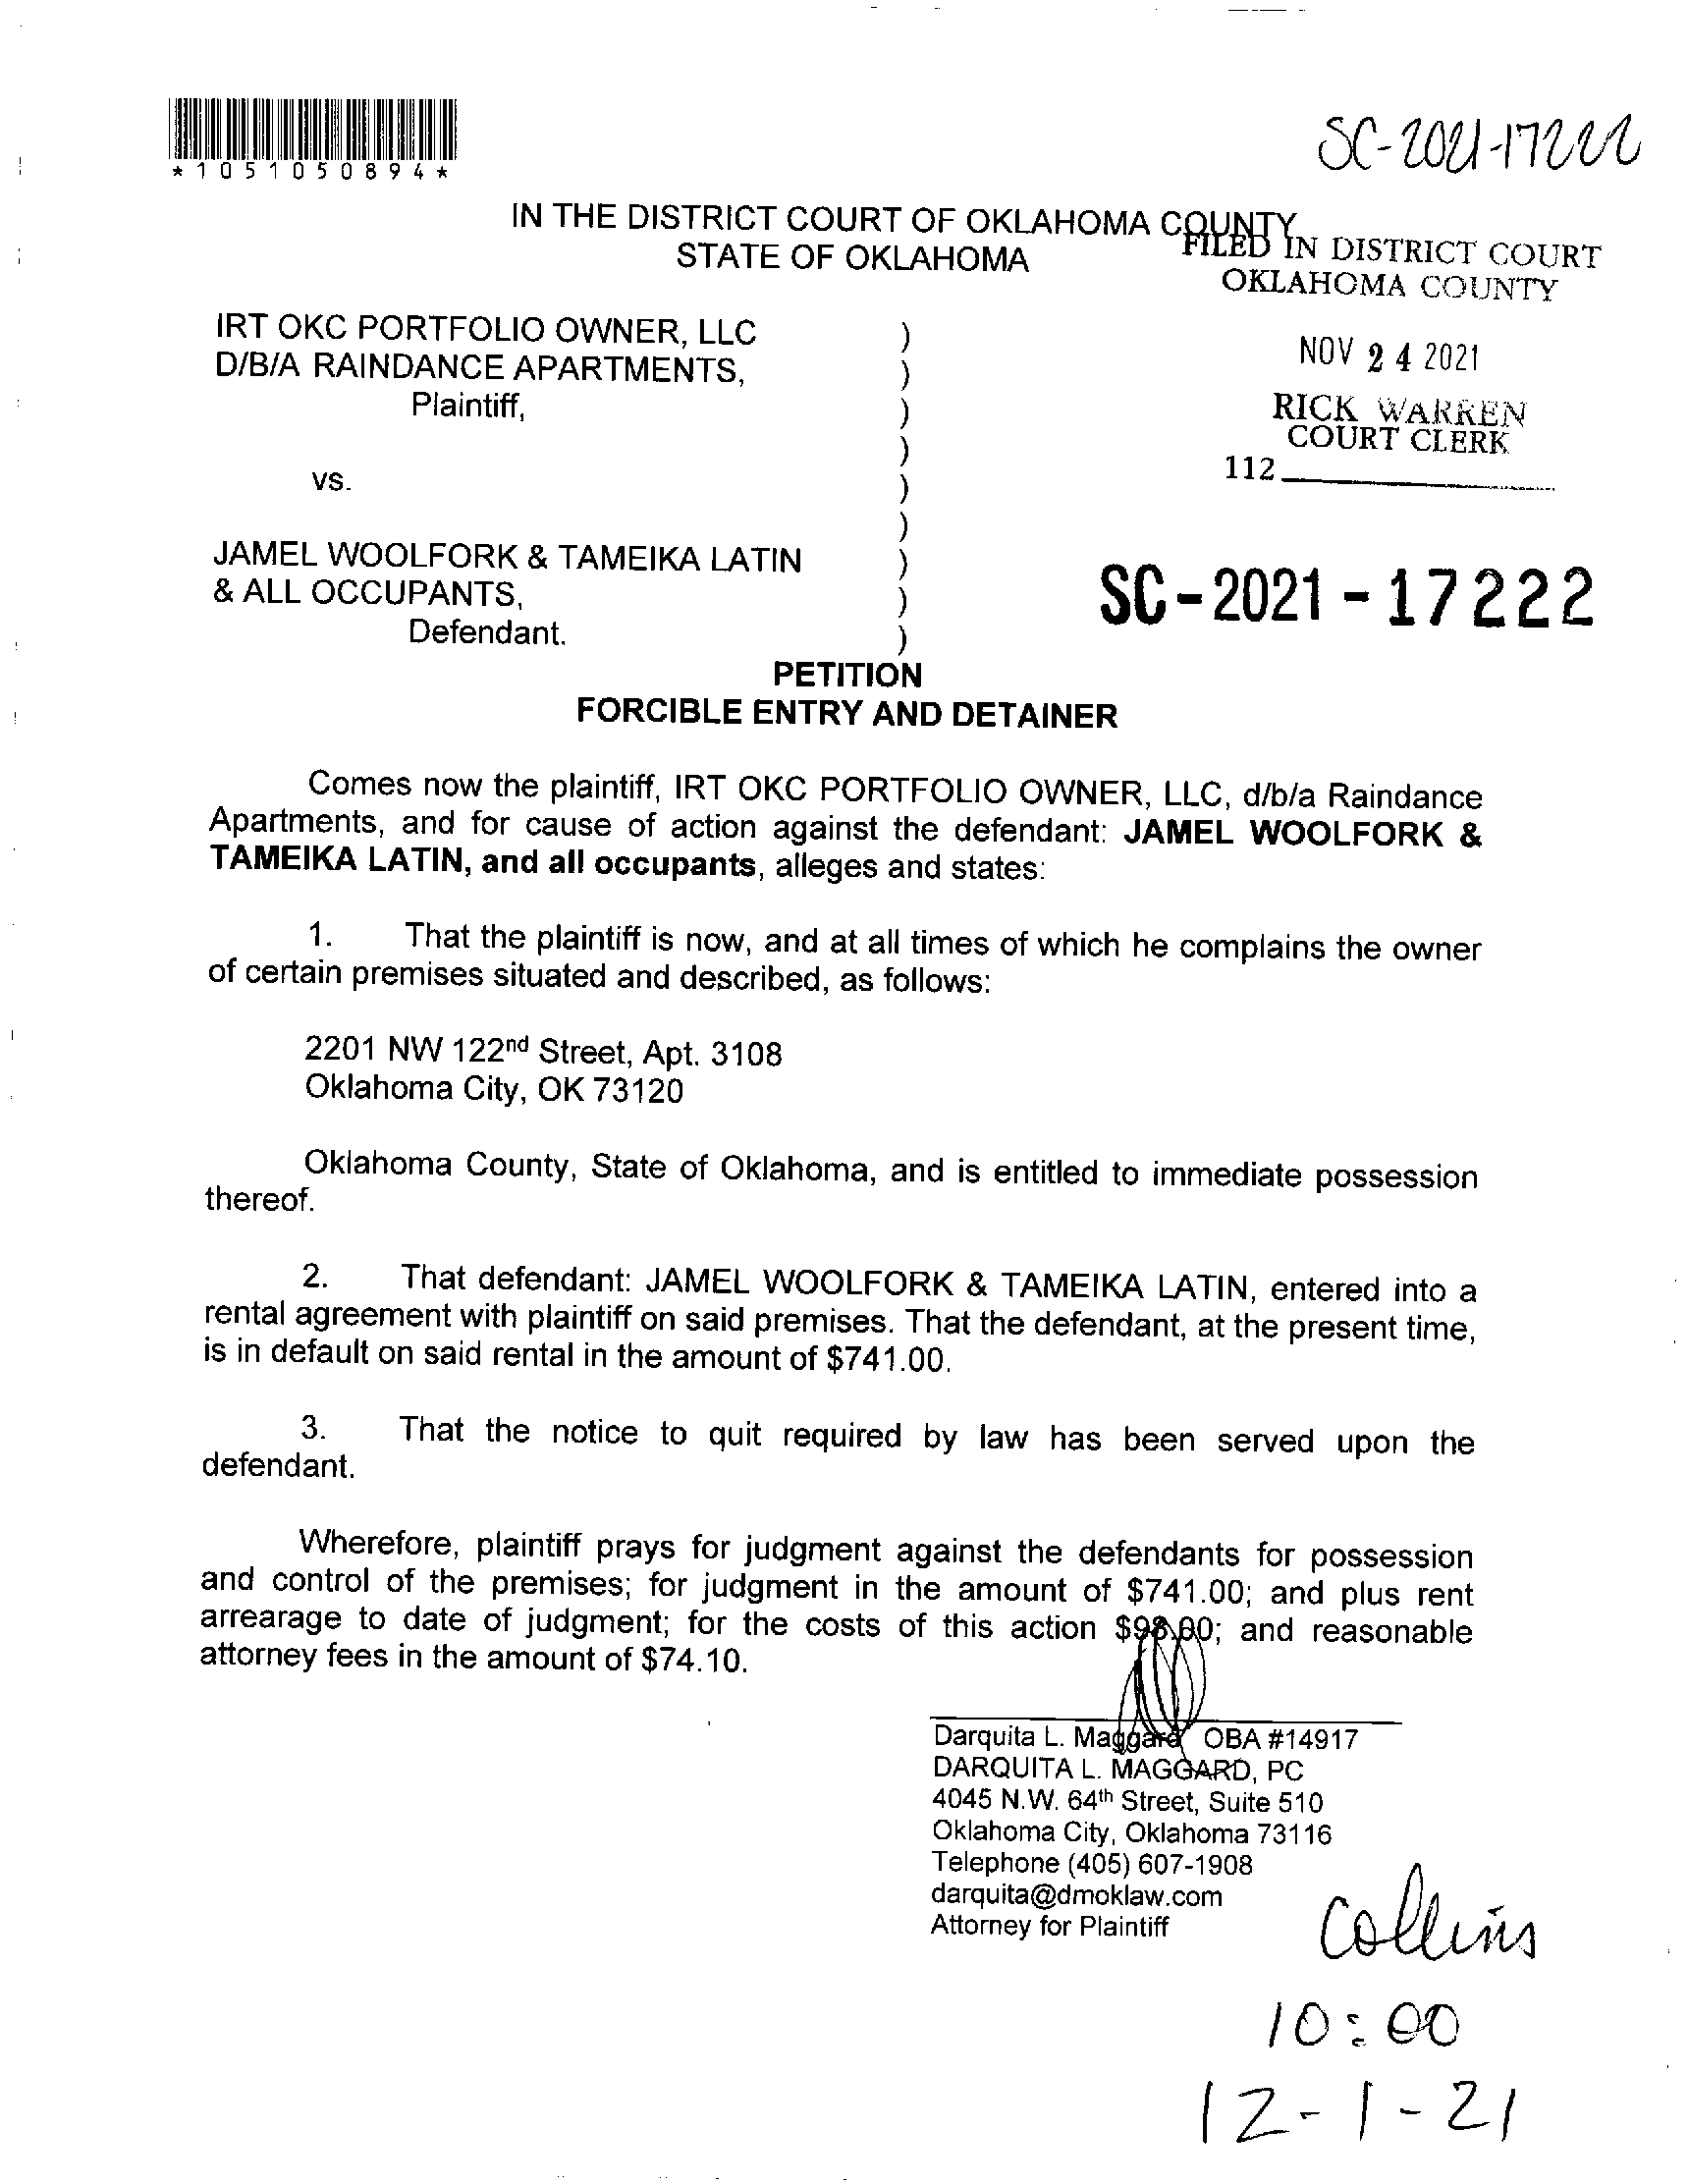 *1051050894*
SC-2021-17222
IN THE DISTRICT COURT OF OKLAHOMA COUNTY
STATE OF OKLAHOMA
FILED IN DISTRICT COURT
OKLAHOMA COUNTY
IRT OKC PORTFOLIO OWNER, LLC )
D/B/A RAINDANCE APARTMENTS, )
Plaintiff, )
)
vs. )
)
JAMEL WOOLFORK & TAMEIKA LATIN )
& ALL OCCUPANTS, )
Defendant. )
NOV 24 2021
RICK WARREN
COURT CLERK
112
SC-2021-17222
PETITION
FORCIBLE ENTRY AND DETAINER
Comes now the plaintiff, IRT OKC PORTFOLIO OWNER, LLC, d/b/a Raindance
Apartments, and for cause of action against the defendant: JAMEL WOOLFORK &
TAMEIKA LATIN, and all occupants, alleges and states:
1. That the plaintiff is now, and at all times of which he complains the owner
of certain premises situated and described, as follows:
2201 NW 122nd Street, Apt. 3108
Oklahoma City, OK 73120
Oklahoma County, State of Oklahoma, and is entitled to immediate possession
thereof.
2. That defendant: JAMEL WOOLFORK & TAMEIKA LATIN, entered into a
rental agreement with plaintiff on said premises. That the defendant, at the present time,
is in default on said rental in the amount of $741.00.
3. That the notice to quit required by law has been served upon the
defendant.
Wherefore, plaintiff prays for judgment against the defendants for possession
and control of the premises; for judgment in the amount of $741.00; and plus rent
arrearage to date of judgment; for the costs of this action $98.00; and reasonable
attorney fees in the amount of $74.10.
Darquita L. Maggard OBA #14917
DARQUITA L. MAGGARD, PC
4045 N.W. 64th Street, Suite 510
Oklahoma City, Oklahoma 73116
Telephone (405) 607-1908
darquita@dmoklaw.com
Attorney for Plaintiff
Collins
10:00
12-1-21